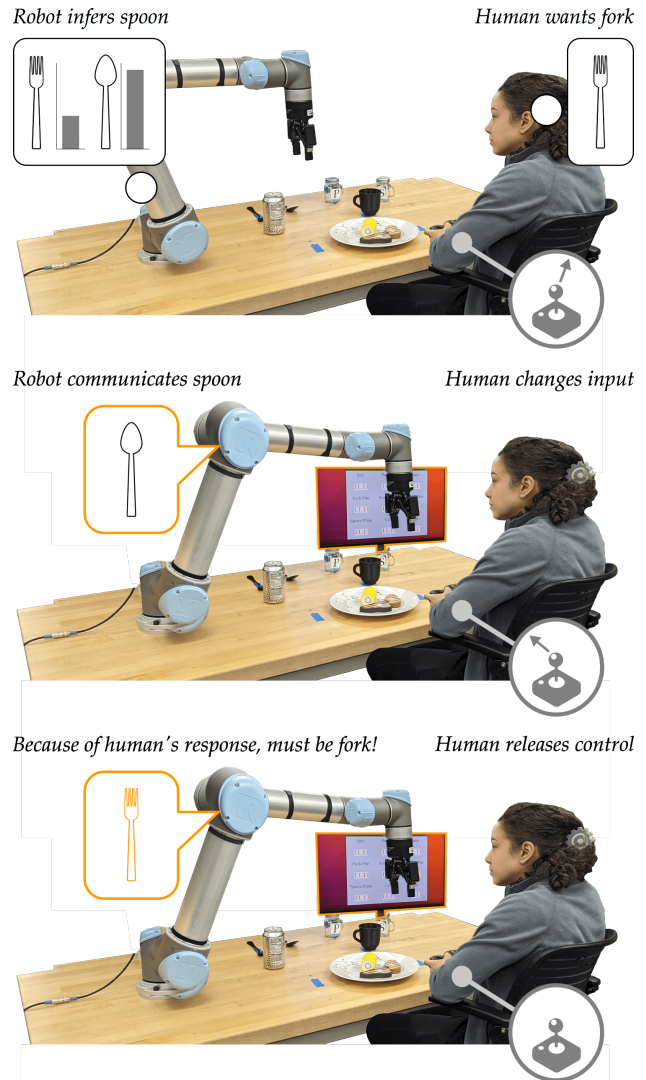 Robot infers spoon
Human wants fork
P
S
Robot communicates spoon
Human changes input
P
Because of human's response, must be fork!
Human releases control
P